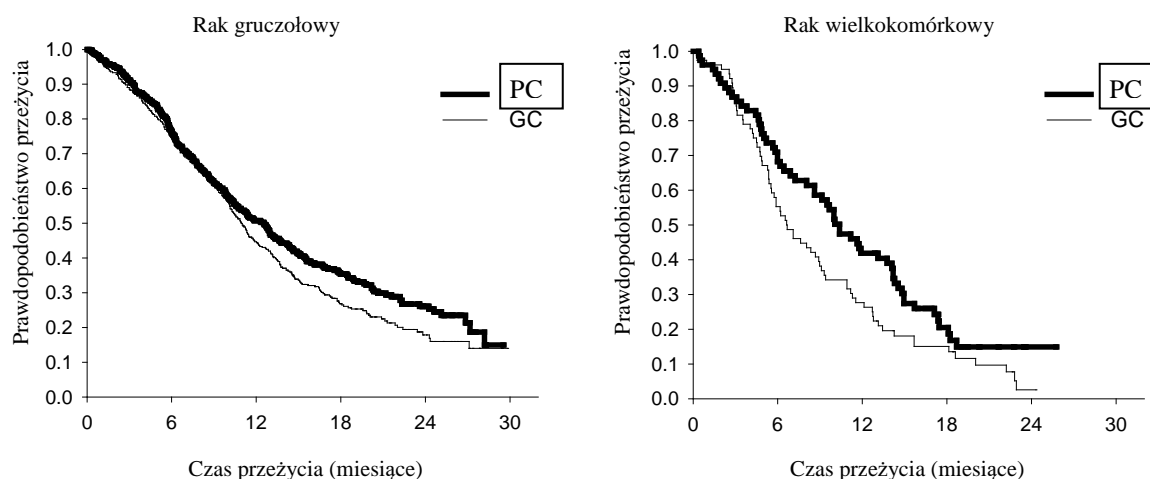 Rak gruczołowy
Prawdopodobieństwo przeżycia
1.0
0.9
0.8
0.7
0.6
0.5
0.4
0.3
0.2
0.1
0.0
PC
GC
0 6 12 18 24 30
Czas przeżycia (miesiące)
Rak wielkokomórkowy
Prawdopodobieństwo przeżycia
1.0
0.9
0.8
0.7
0.6
0.5
0.4
0.3
0.2
0.1
0.0
PC
GC
0 6 12 18 24 30
Czas przeżycia (miesiące)